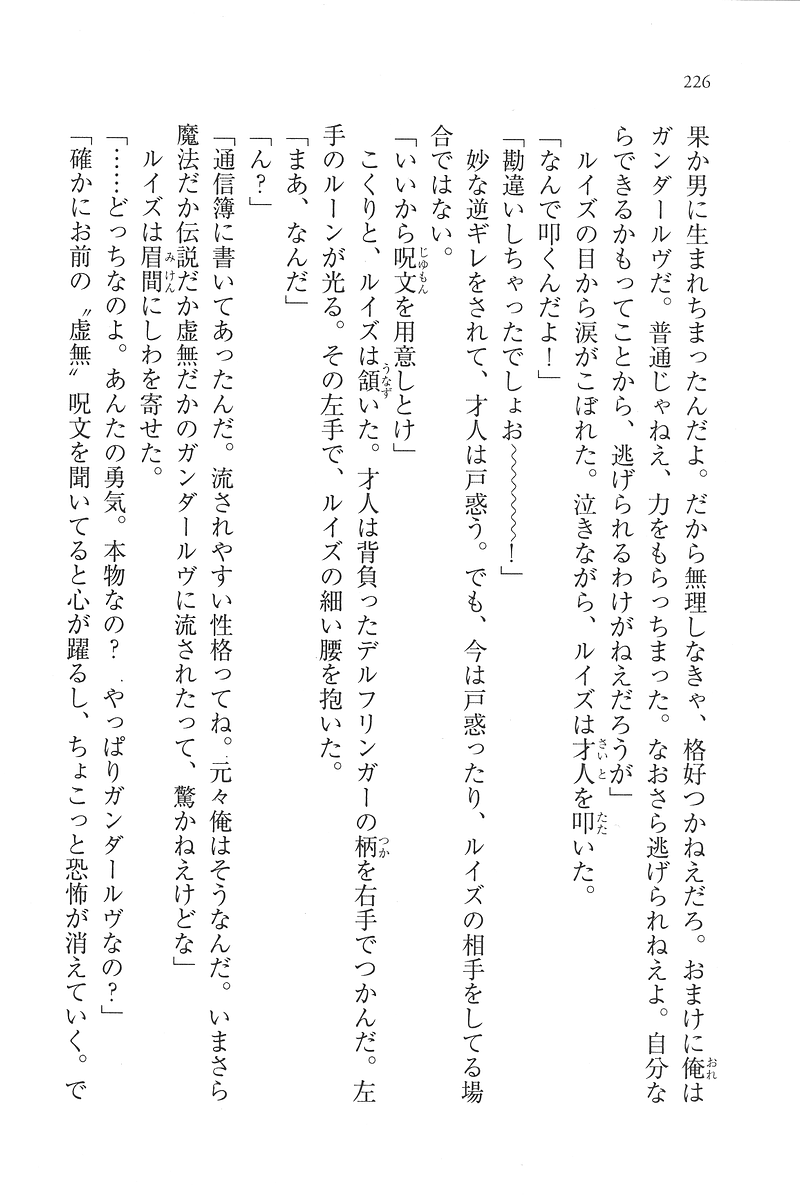 226
果か男に生まれちまったんだよ。だから無理しなきゃ、格好つかねえだろ。おまけに俺は
ガンダールヴだ。普通じゃねえ、力をもらっちまった。なおさら逃げられねえよ。自分な
らできるかもってことから、逃げられるわけがねえだろうが」
ルイズの目から涙がこぼれた。泣きながら、ルイズは才人を叩いた。
「なんで叩くんだよ！」
「勘違いしちゃったでしょお〜〜〜〜〜〜！」
妙な逆ギレをされて、才人は戸惑う。でも、今は戸惑ったり、ルイズの相手をしてる場
合ではない。
「いいから呪文を用意しとけ」
こくりと、ルイズは頷いた。才人は背負ったデルフリンガーの柄を右手でつかんだ。左
手のルーンが光る。その左手で、ルイズの細い腰を抱いた。
「まあ、なんだ」
「ん？」
「通信簿に書いてあったんだ。流されやすい性格ってね。元々俺はそうなんだ。いまさら
魔法だか伝説だか虚無だかのガンダールヴに流されたって、驚かねえけどな」
ルイズは眉間にしわを寄せた。
「……どっちなのよ。あんたの勇気。本物なの？　やっぱりガンダールヴなの？」
「確かにお前の〝虚無〟呪文を聞いてると心が躍るし、ちょこっと恐怖が消えていく。で